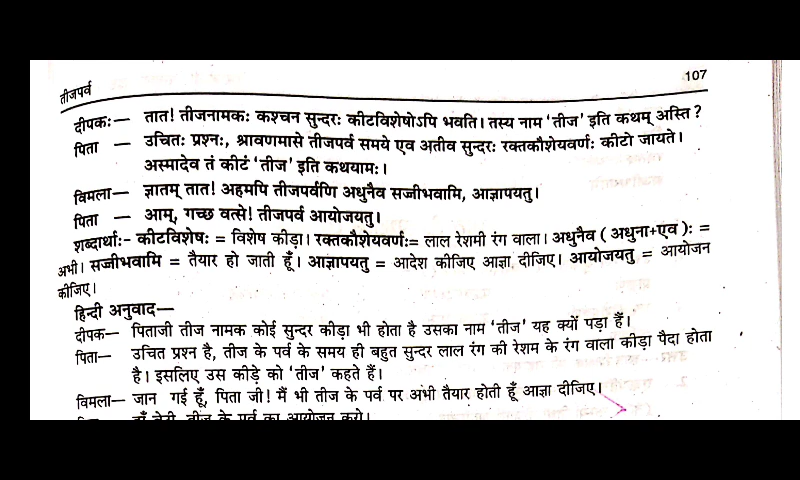 107
तीजपर्व
दीपकः— तात! तीजनामकः कश्चन सुन्दरः कीटविशेषोऽपि भवति। तस्य नाम ‘तीज’ इति कथम् अस्ति ?
पिता — उचितः प्रश्नः, श्रावणमासे तीजपर्व समये एव अतीव सुन्दरः रक्तकौशेयवर्णः कीटो जायते।
अस्मादेव तं कीटं ‘तीज’ इति कथयामः।
विमला— ज्ञातम् तात! अहमपि तीजपर्वणि अधुनैव सज्जीभवामि, आज्ञापयतु।
पिता — आम्, गच्छ वत्से! तीजपर्व आयोजयतु।
शब्दार्थाः- कीटविशेषः = विशेष कीड़ा। रक्तकौशेयवर्णः= लाल रेशमी रंग वाला। अधुनैव ( अधुना+एव ): =
अभी। सज्जीभवामि = तैयार हो जाती हूँ। आज्ञापयतु = आदेश कीजिए आज्ञा दीजिए। आयोजयतु = आयोजन
कीजिए।
हिन्दी अनुवाद—
दीपक— पिताजी तीज नामक कोई सुन्दर कीड़ा भी होता है उसका नाम ‘तीज’ यह क्यों पड़ा हैं।
पिता— उचित प्रश्न है, तीज के पर्व के समय ही बहुत सुन्दर लाल रंग की रेशम के रंग वाला कीड़ा पैदा होता
है। इसलिए उस कीड़े को ‘तीज’ कहते हैं।
विमला— जान गई हूँ, पिता जी! मैं भी तीज के पर्व पर अभी तैयार होती हूँ आज्ञा दीजिए।
हाँ बेटी, तीज के पर्व का आयोजन करो।